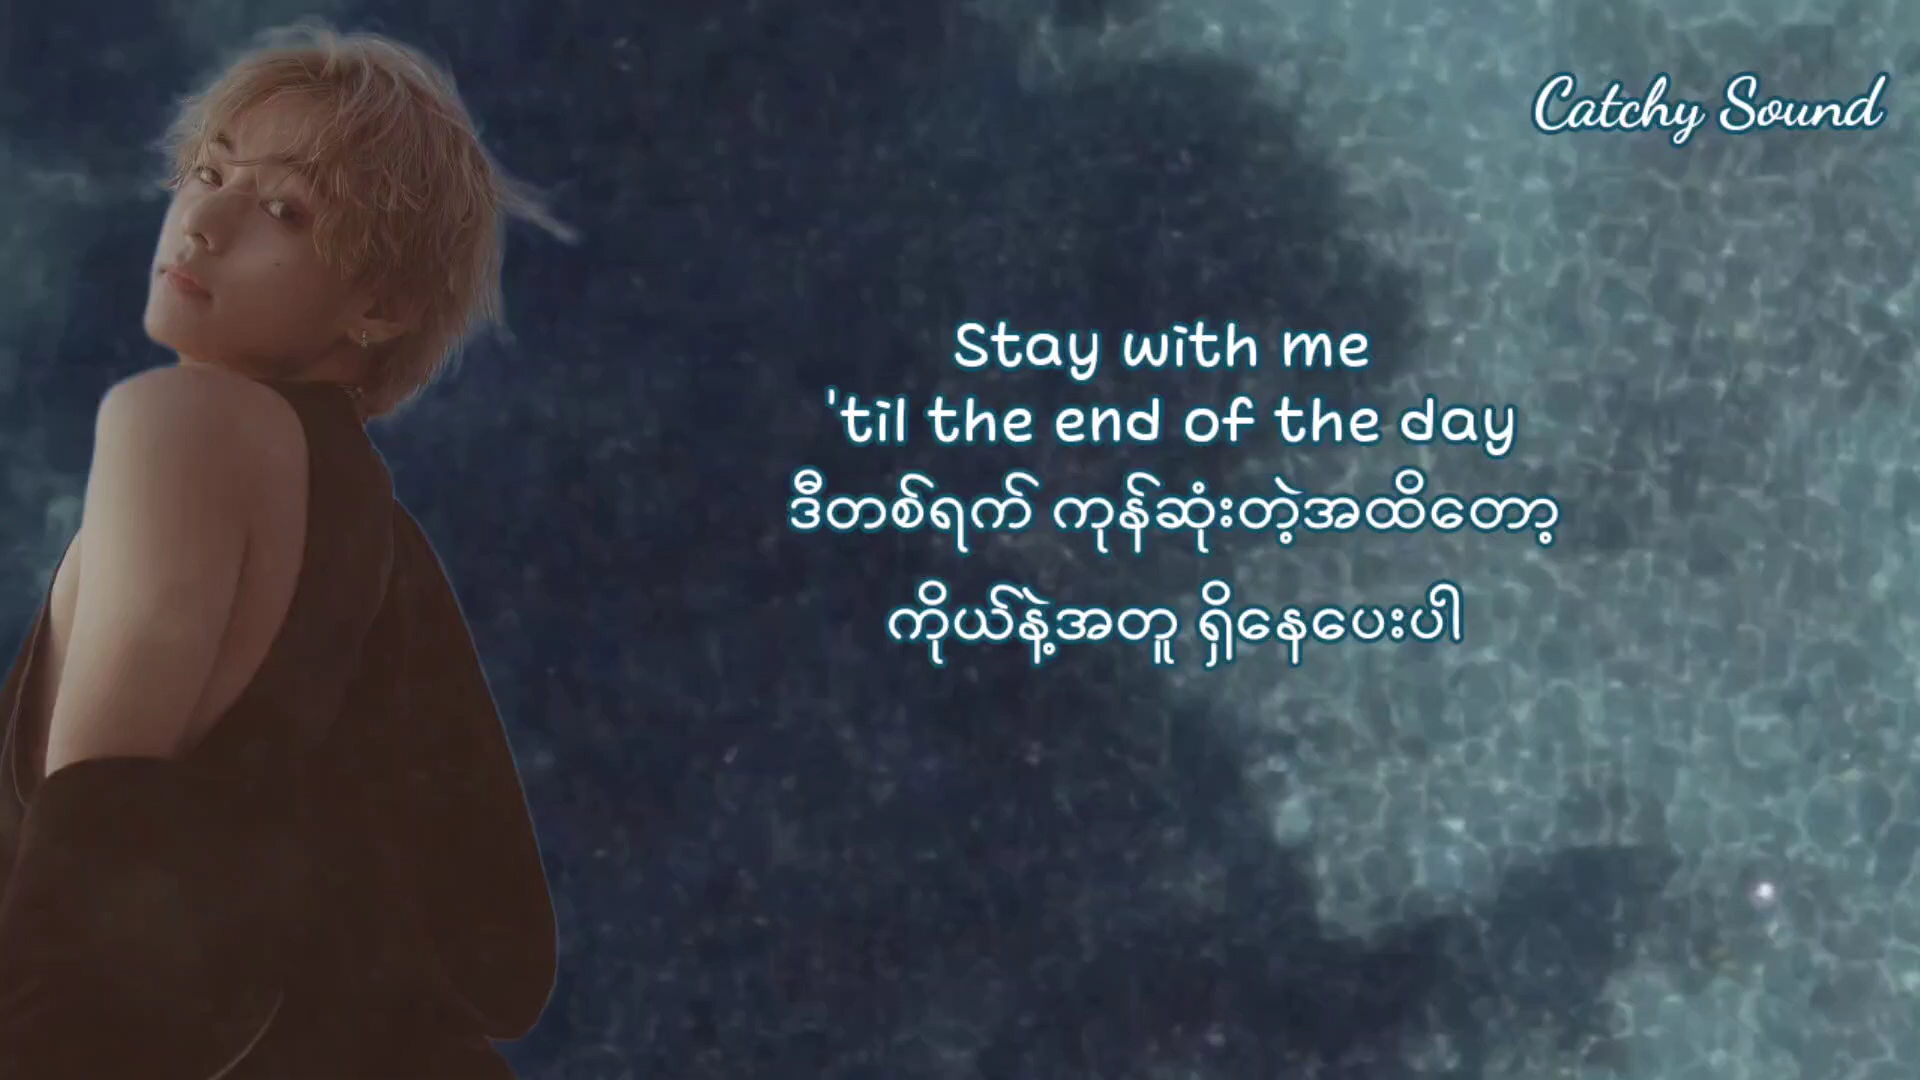 Catchy Sound
Stay with me
'til the end of the day
ဒီတစ်ရက် ကုန်ဆုံးတဲ့အထိတော့
ကိုယ်နဲ့အတူ ရှိနေပေးပါ